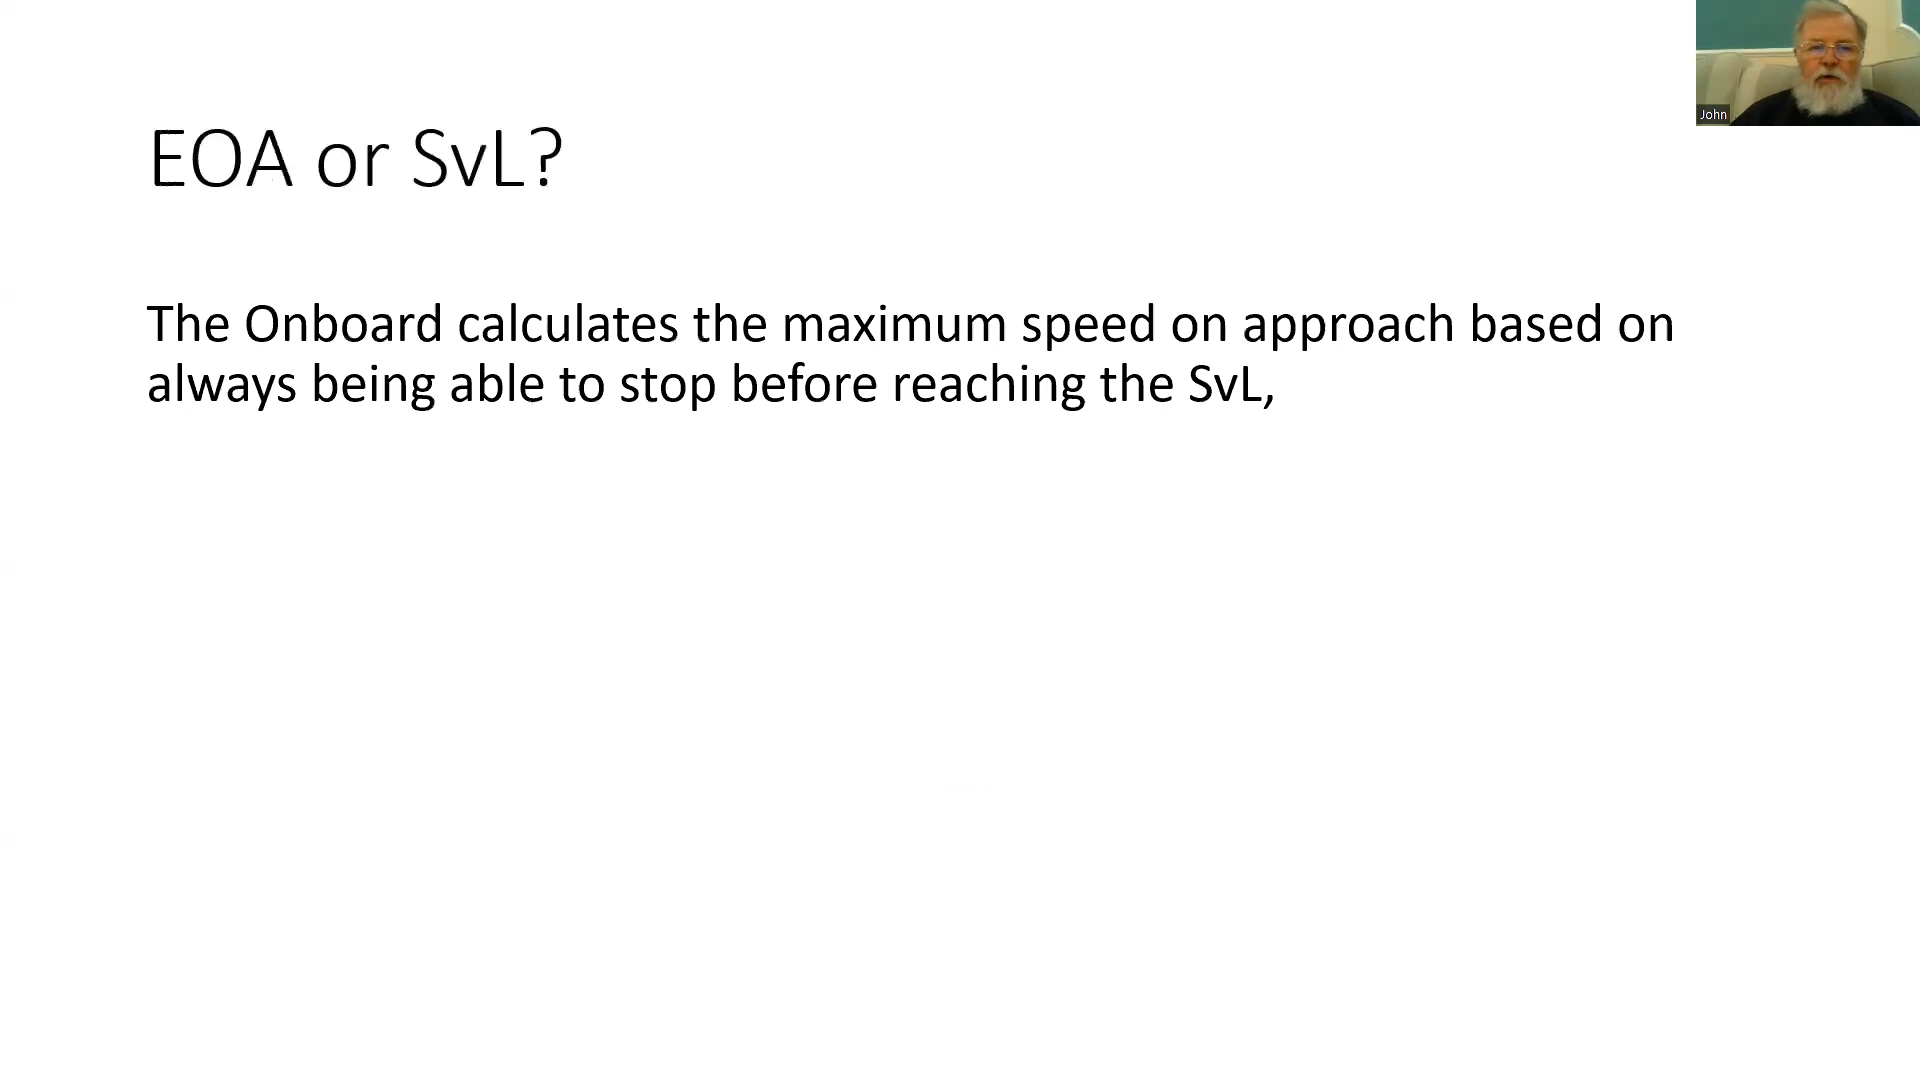 EOA or SvL?
The Onboard calculates the maximum speed on approach based on
always being able to stop before reaching the SvL,
John